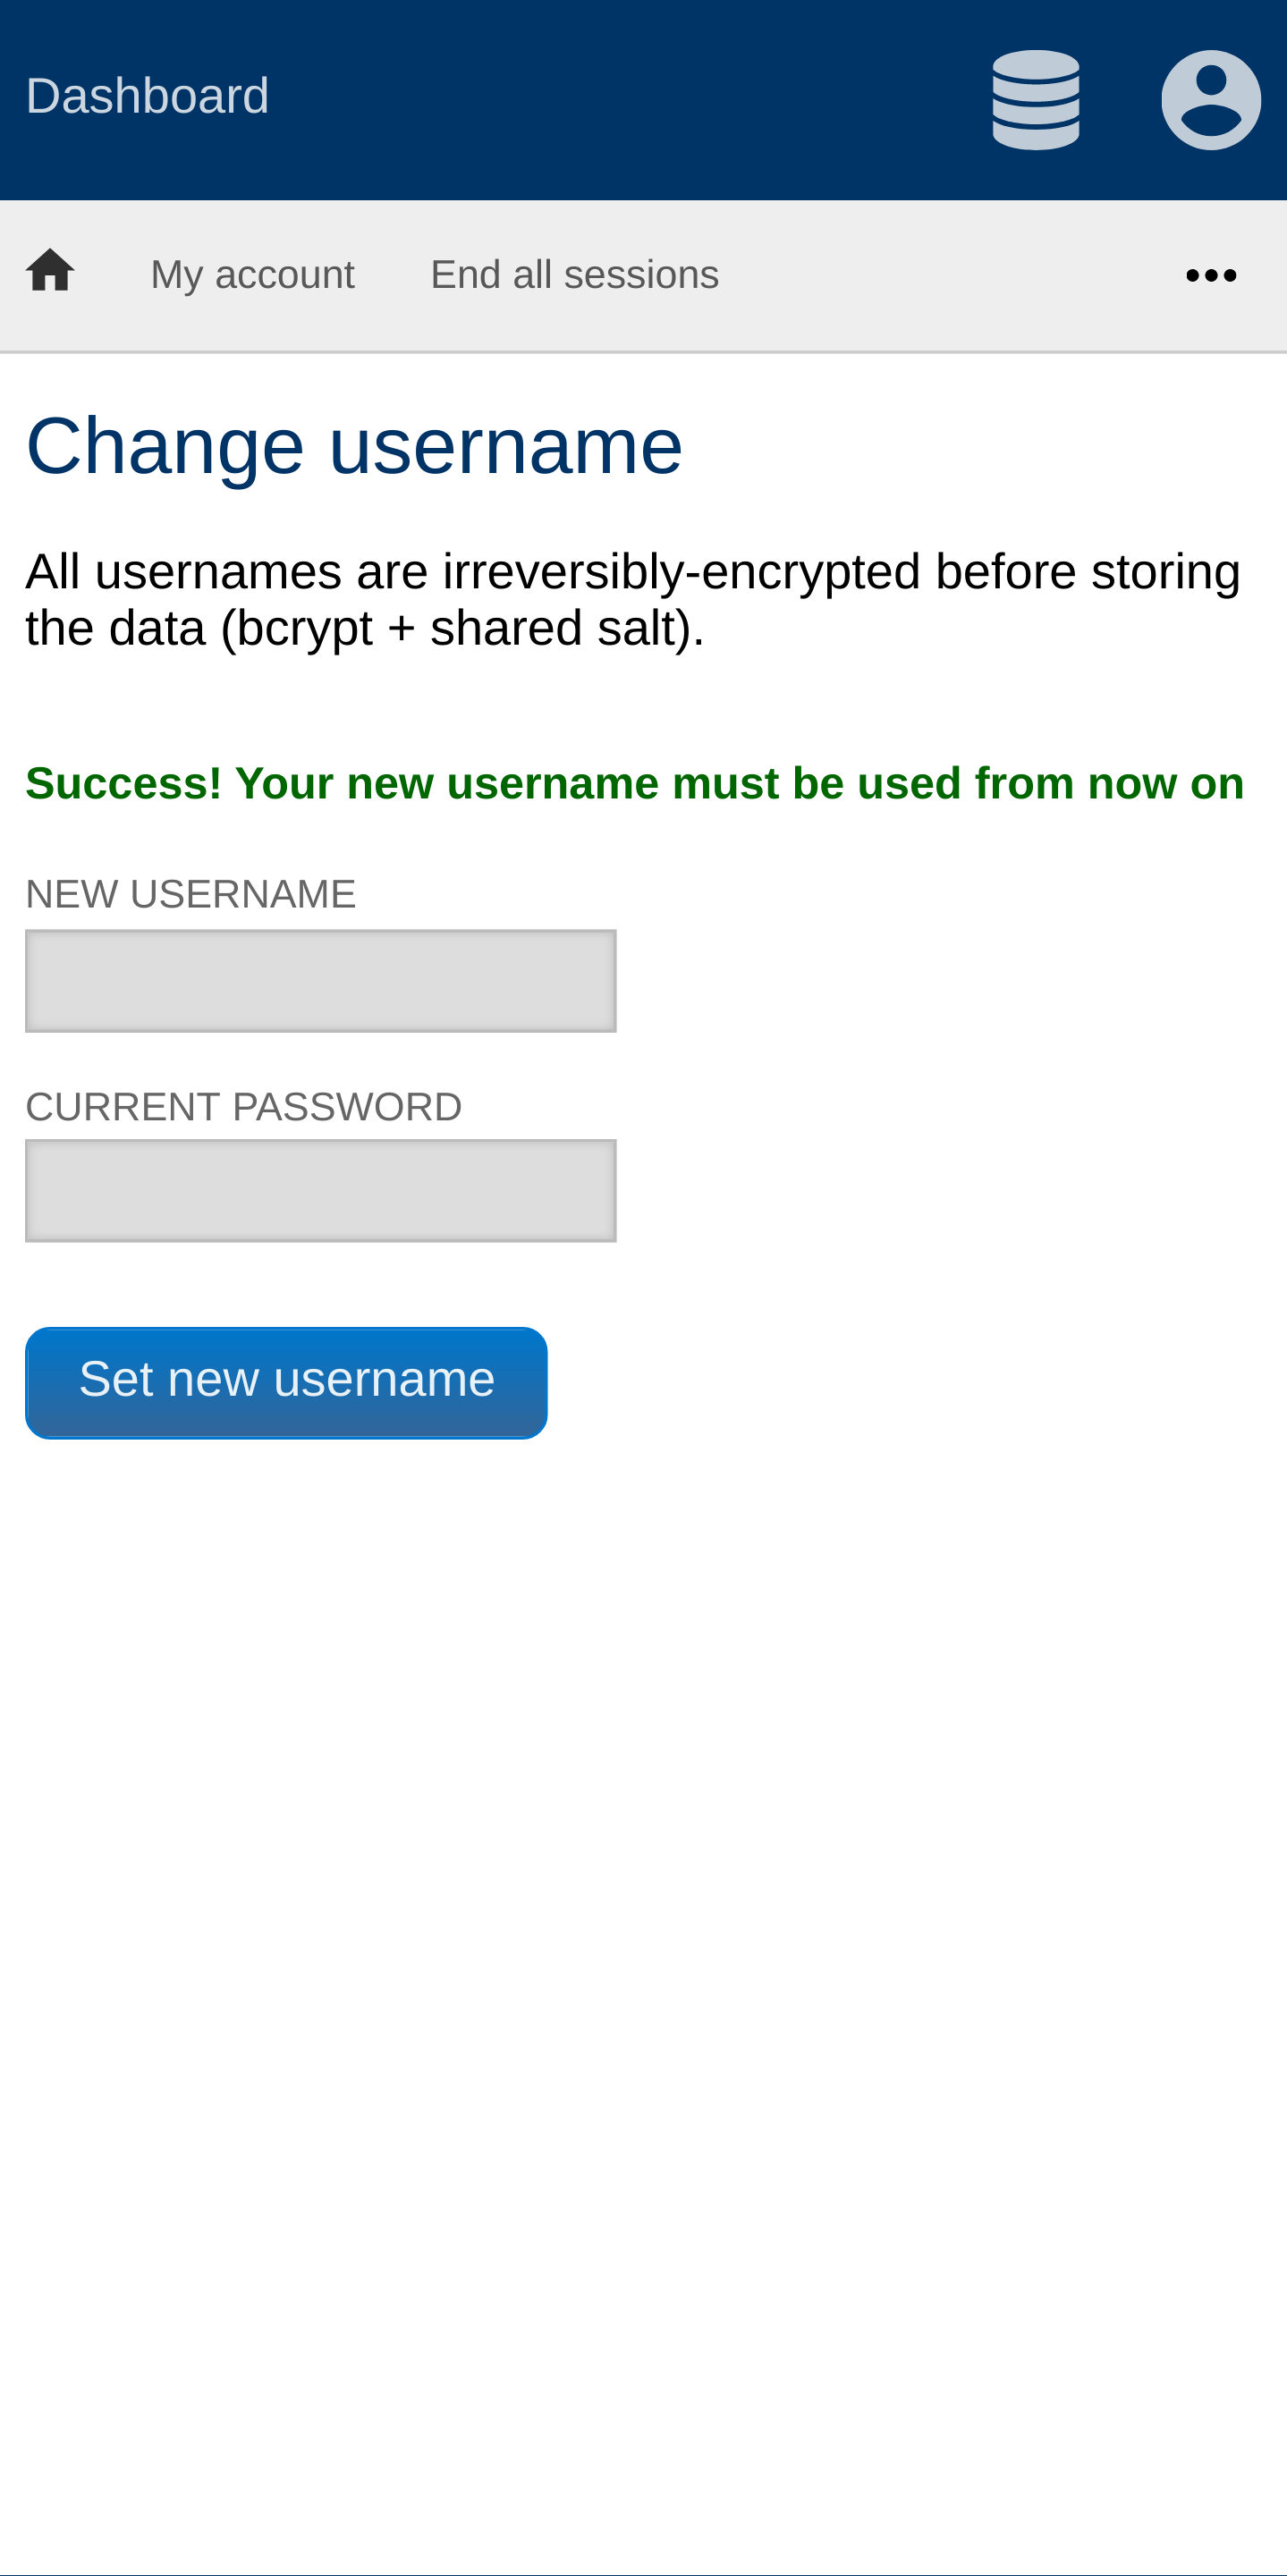 Dashboard
My account End all sessions
Change username
All usernames are irreversibly-encrypted before storing
the data (bcrypt + shared salt).
Success! Your new username must be used from now on
NEW USERNAME
CURRENT PASSWORD
Set new username